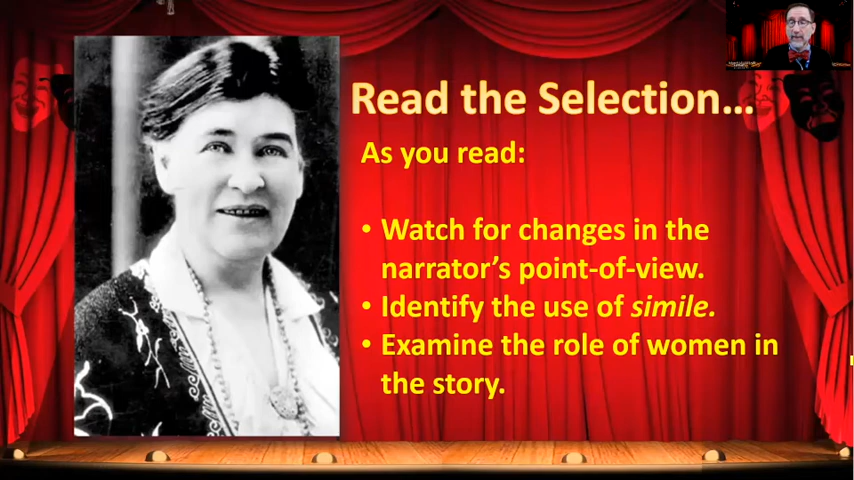 Read the Selection...
As you read:
• Watch for changes in the
narrator's point-of-view.
• Identify the use of simile.
• Examine the role of women in
the story.